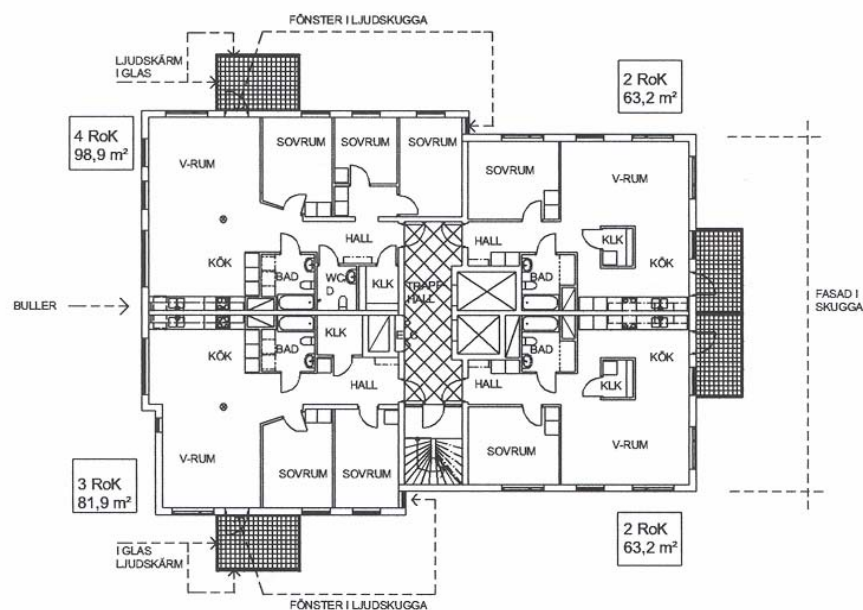 FÖNSTER I LJUDSKUGGA
LJUDSKÄRM
I GLAS
2 RoK
63,2 m²
4 RoK
98,9 m²
SOVRUM
SOVRUM
SOVRUM
V-RUM
SOVRUM
V-RUM
HALL
HALL
KLK
KÖK
BAD
WC
D
KLK
TRAPP
HALL
BAD
KÖK
BULLER
FASAD I
SKUGGA
BAD
KLK
BAD
KÖK
KÖK
HALL
HALL
KLK
V-RUM
SOVRUM
SOVRUM
SOVRUM
V-RUM
3 RoK
81,9 m²
2 RoK
63,2 m²
I GLAS
LJUDSKÄRM
FÖNSTER I LJUDSKUGGA